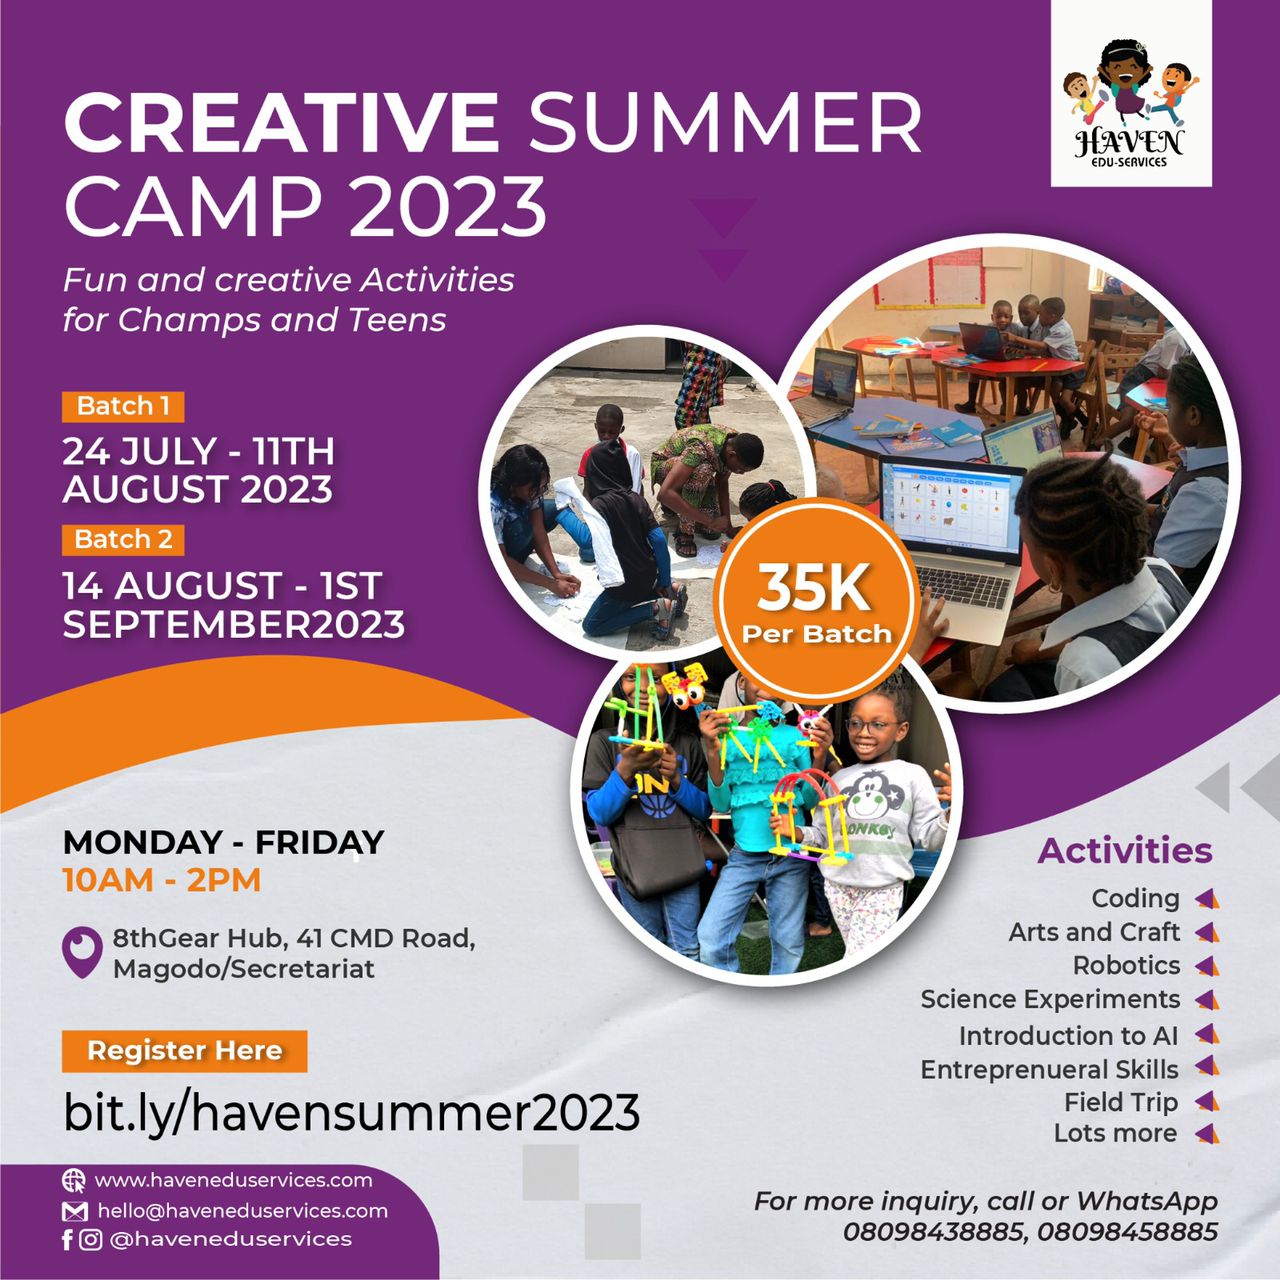 HAVEN
EDU-SERVICES
CREATIVE SUMMER
CAMP 2023
Fun and creative Activities
for Champs and Teens
Batch 1
24 JULY - 11TH
AUGUST 2023
Batch 2
14 AUGUST - 1ST
SEPTEMBER2023
35K
Per Batch
MONDAY - FRIDAY
10AM - 2PM
8thGear Hub, 41 CMD Road,
Magodo/Secretariat
Register Here
bit.ly/havensummer2023
www.haveneduservices.com
hello@haveneduservices.com
@haveneduservices
Activities
Coding
Arts and Craft
Robotics
Science Experiments
Introduction to AI
Entreprenueral Skills
Field Trip
Lots more
For more inquiry, call or WhatsApp
08098438885, 08098458885